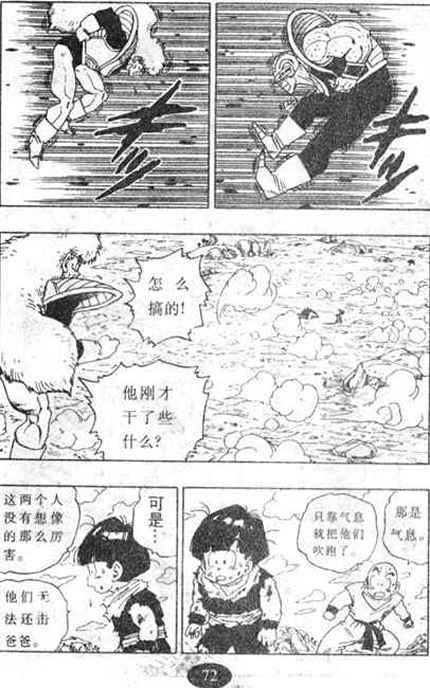 怎么
搞的!
他刚才
干了些
什么?
那是
气息。
只靠气息
就把他们
吹跑了。
可是…
这两个人
没有想像
的那么厉
害。
他们无
法还击
爸爸。
72